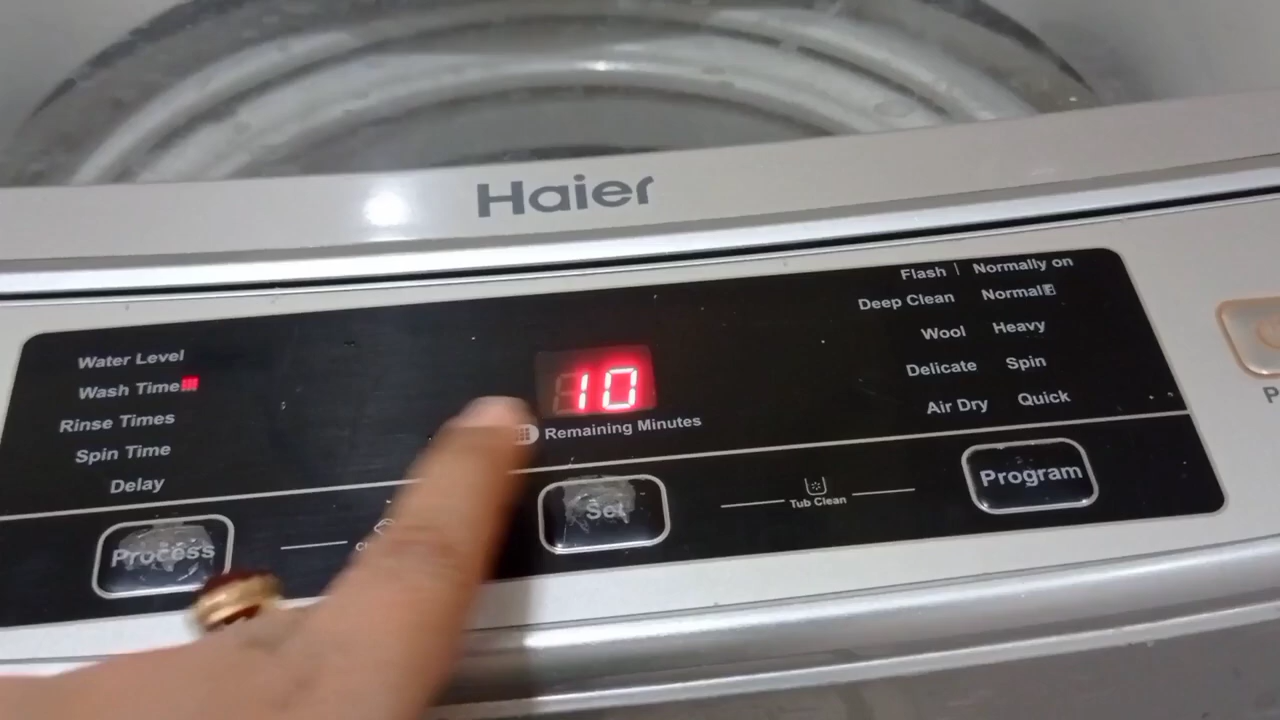 Haier
Water Level
Wash Time
Rinse Times
Spin Time
Delay
10
Remaining Minutes
Flash | Normally on
Deep Clean Normal
Wool Heavy
Delicate Spin
Air Dry Quick
Process
Set
Tub Clean
Program